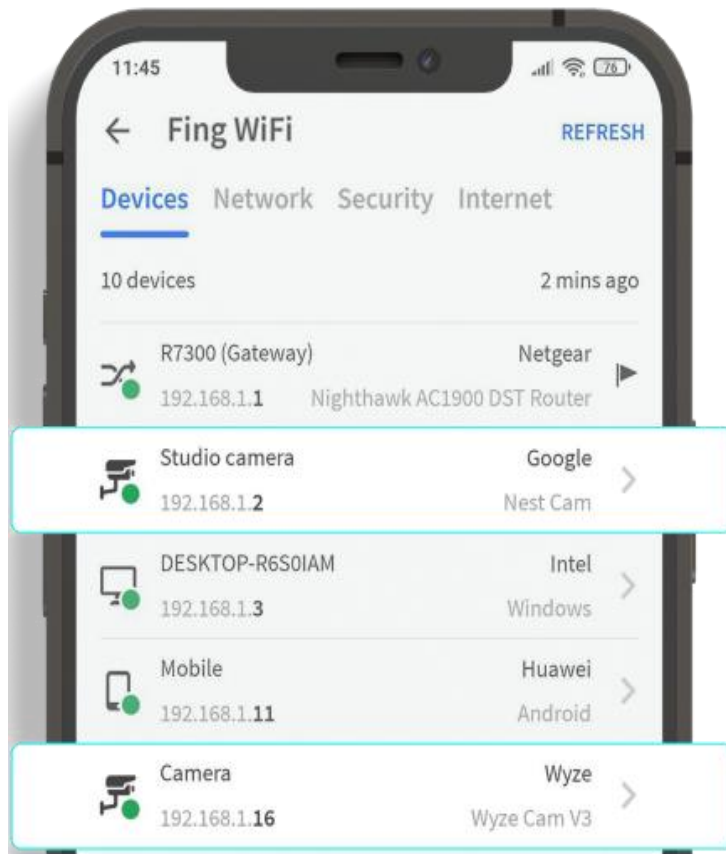 11:45 76
Fing WiFi REFRESH
Devices Network Security Internet
10 devices 2 mins ago
R7300 (Gateway) Netgear
192.168.1.1 Nighthawk AC1900 DST Router
Studio camera Google
192.168.1.2 Nest Cam
DESKTOP-R6S0IAM Intel
192.168.1.3 Windows
Mobile Huawei
192.168.1.11 Android
Camera Wyze
192.168.1.16 Wyze Cam V3